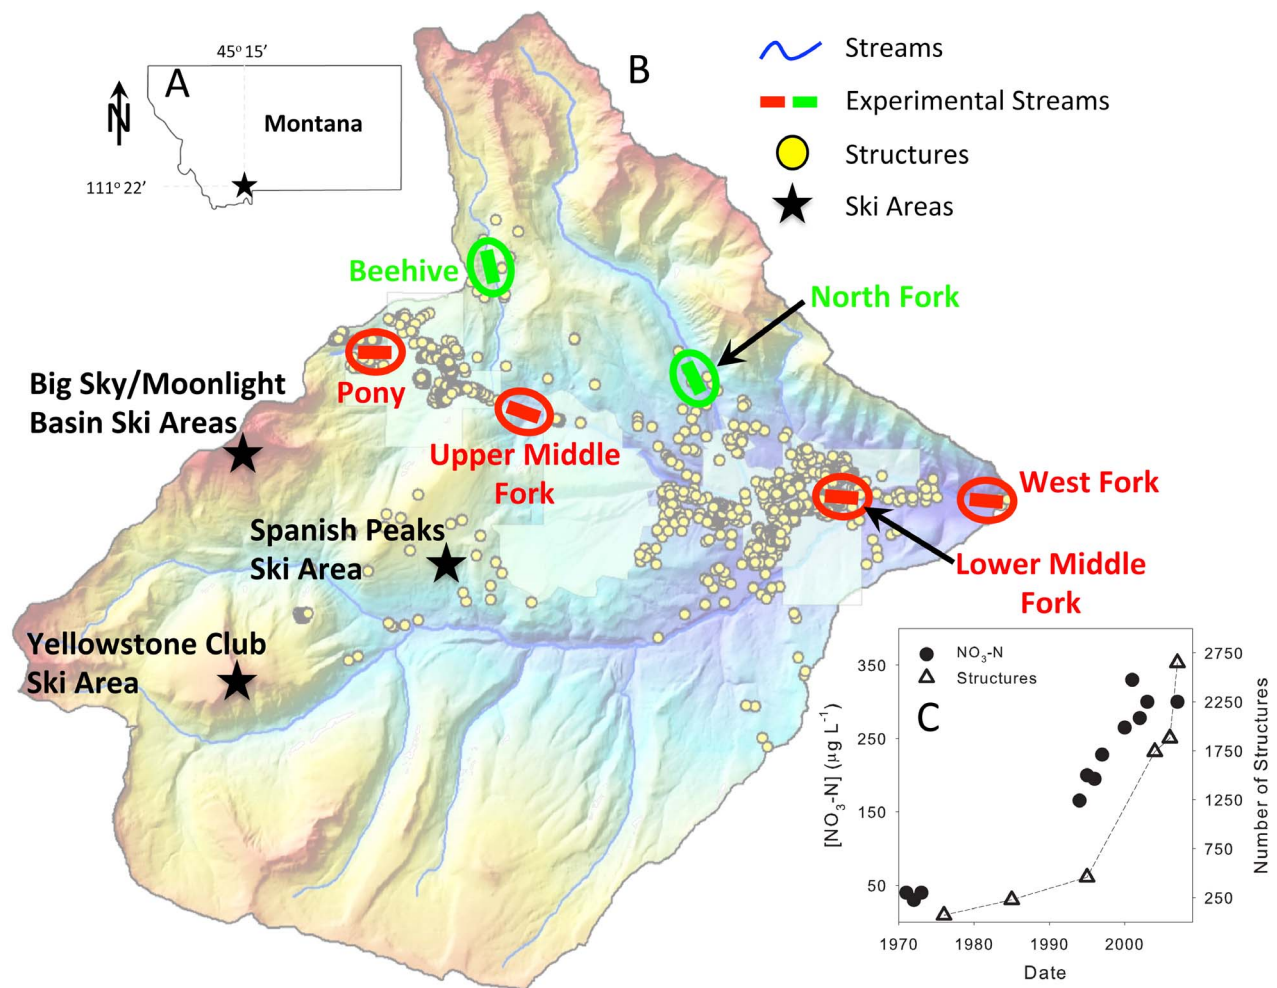 A
45° 15'
N
Montana
111° 22'
B
Streams
Experimental Streams
Structures
Ski Areas
Beehive
North Fork
Pony
Big Sky/Moonlight
Basin Ski Areas
Upper Middle
Fork
West Fork
Spanish Peaks
Ski Area
Lower Middle
Fork
Yellowstone Club
Ski Area
C
NO₃-N
Structures
[NO₃-N] (µg L⁻¹)
350
250
150
50
Number of Structures
2750
2250
1750
1250
750
250
1970 1980 1990 2000
Date